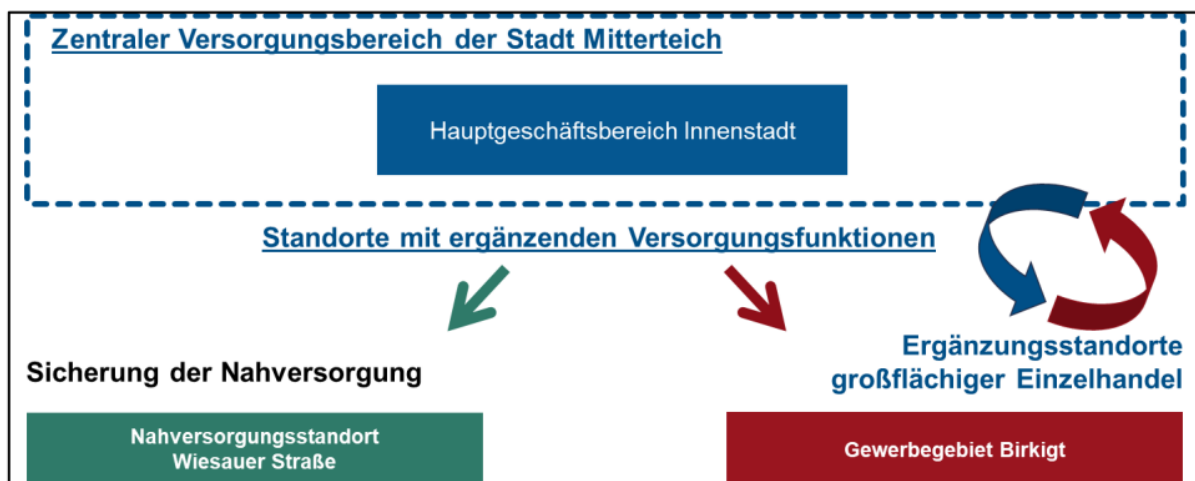 Zentraler Versorgungsbereich der Stadt Mitterteich
Hauptgeschäftsbereich Innenstadt
Standorte mit ergänzenden Versorgungsfunktionen
Sicherung der Nahversorgung
Ergänzungsstandorte
großflächiger Einzelhandel
Nahversorgungsstandort
Wiesauer Straße
Gewerbegebiet Birkigt